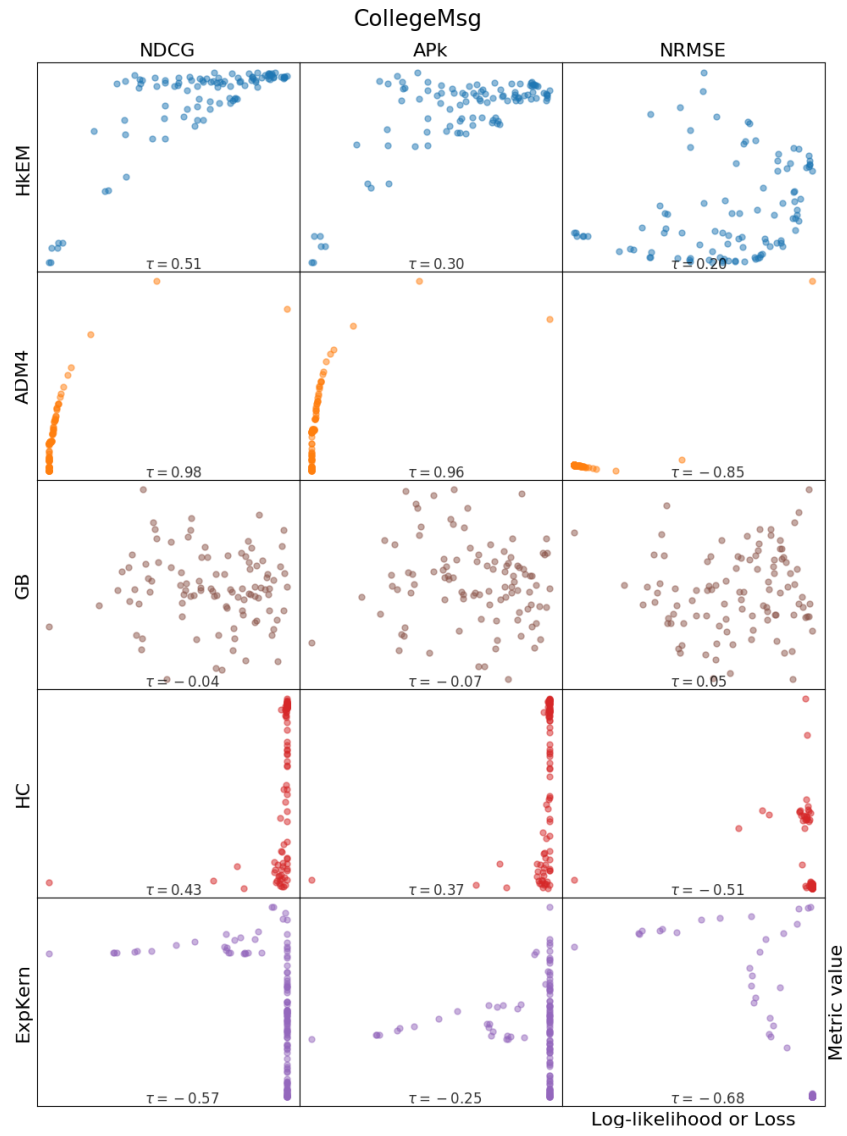 CollegeMsg
NDCG APk NRMSE
HkEM
τ = 0.51 τ = 0.30 τ = 0.20
ADM4
τ = 0.98 τ = 0.96 τ = −0.85
GB
τ = −0.04 τ = −0.07 τ = 0.05
HC
τ = 0.43 τ = 0.37 τ = −0.51
ExpKern
Metric value
τ = −0.57 τ = −0.25 τ = −0.68
Log-likelihood or Loss